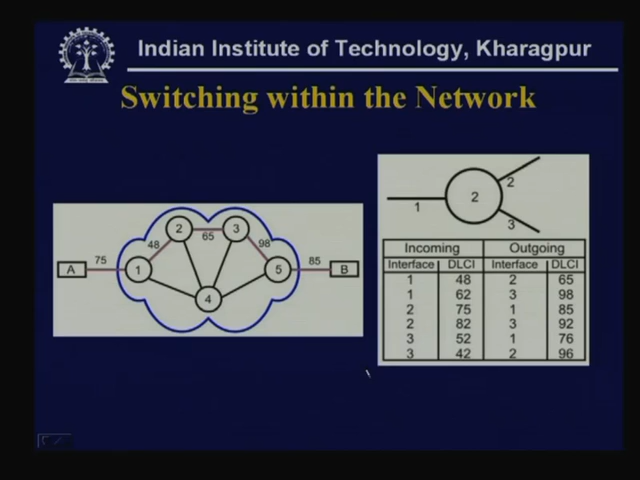 Indian Institute of Technology, Kharagpur
Switching within the Network
A 75 1 48 2 65 3 98 5 85 B
4
1 2 2
3
Incoming Outgoing
Interface DLCI Interface DLCI
1 48 2 65
1 62 3 98
2 75 1 85
2 82 3 92
3 52 1 76
3 42 2 96